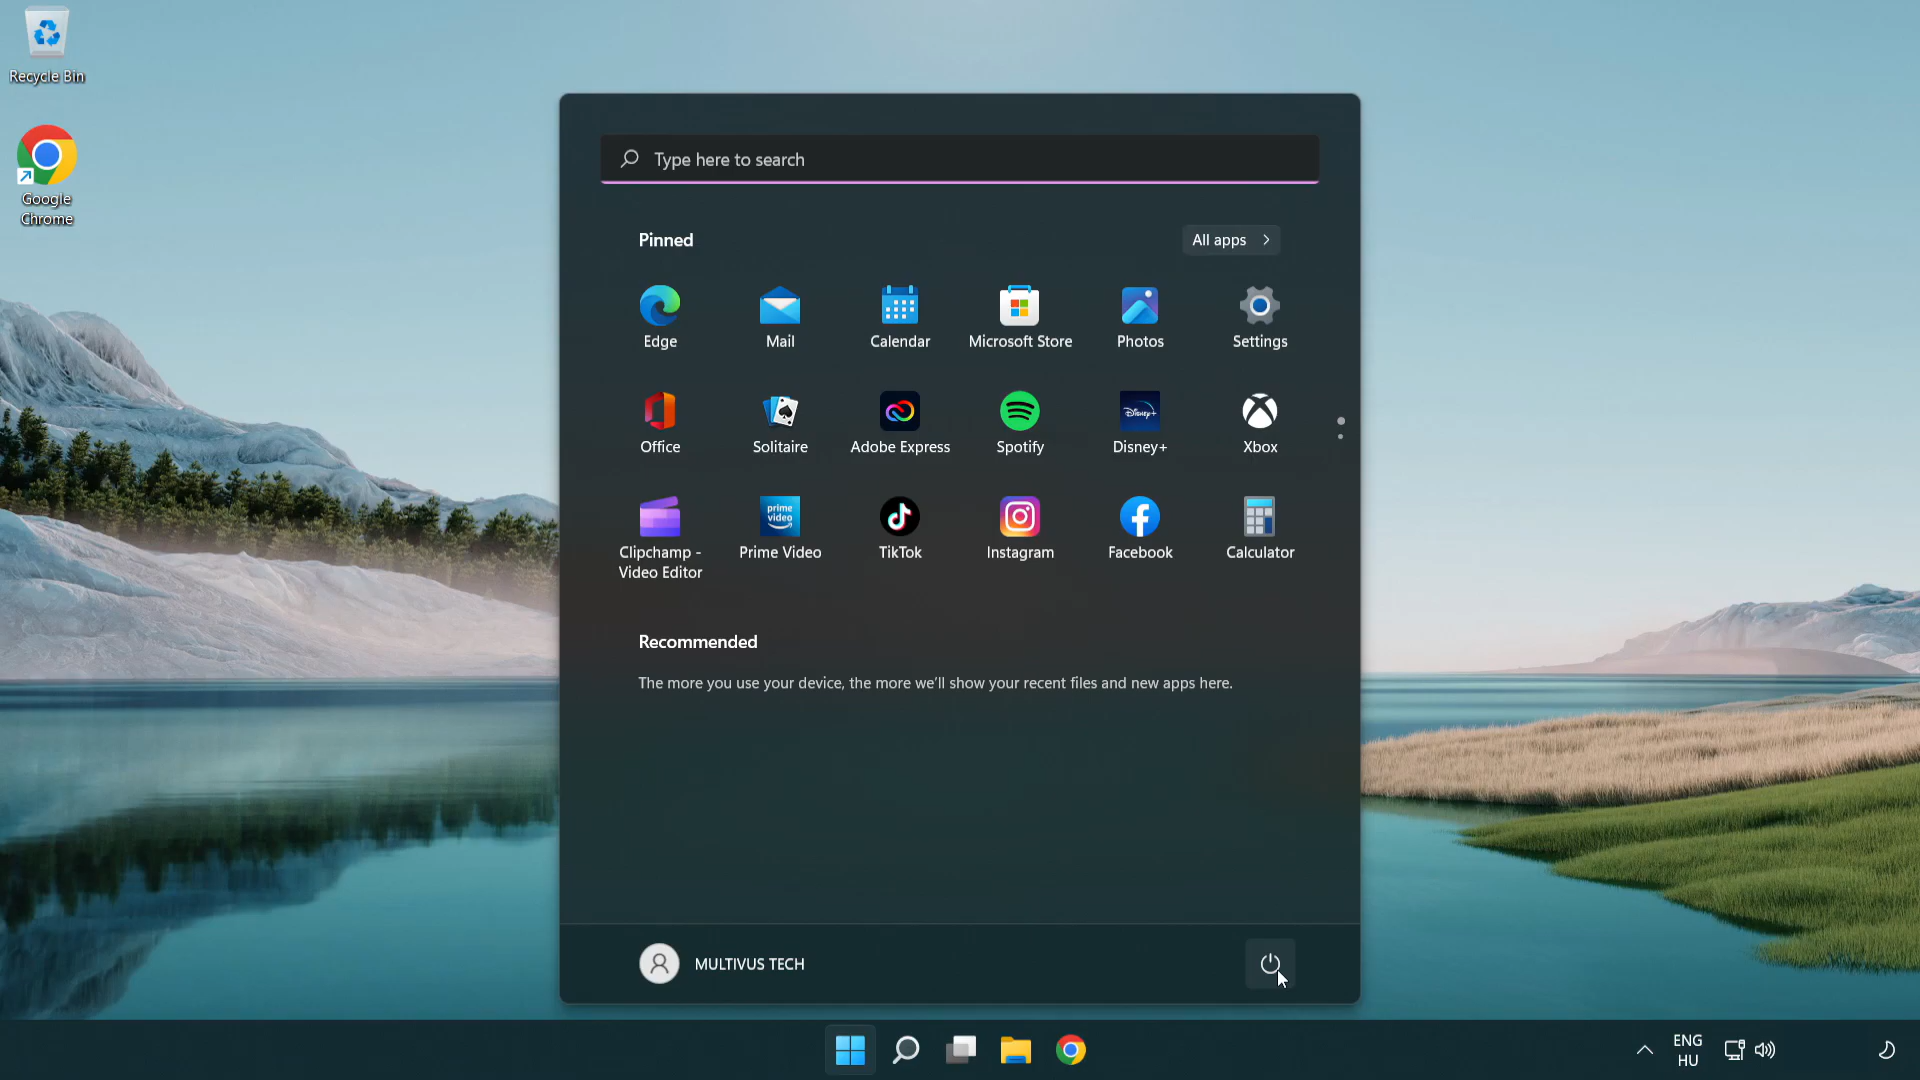 Recycle Bin
Google
Chrome
Type here to search
Pinned
All apps
Edge
Mail
Calendar
Microsoft Store
Photos
Settings
Office
Solitaire
Adobe Express
Spotify
Disney+
Disney+
Xbox
prime
video
Clipchamp -
Video Editor
Prime Video
TikTok
Instagram
Facebook
Calculator
Recommended
The more you use your device, the more we’ll show your recent files and new apps here.
MULTIVUS TECH
ENG
HU